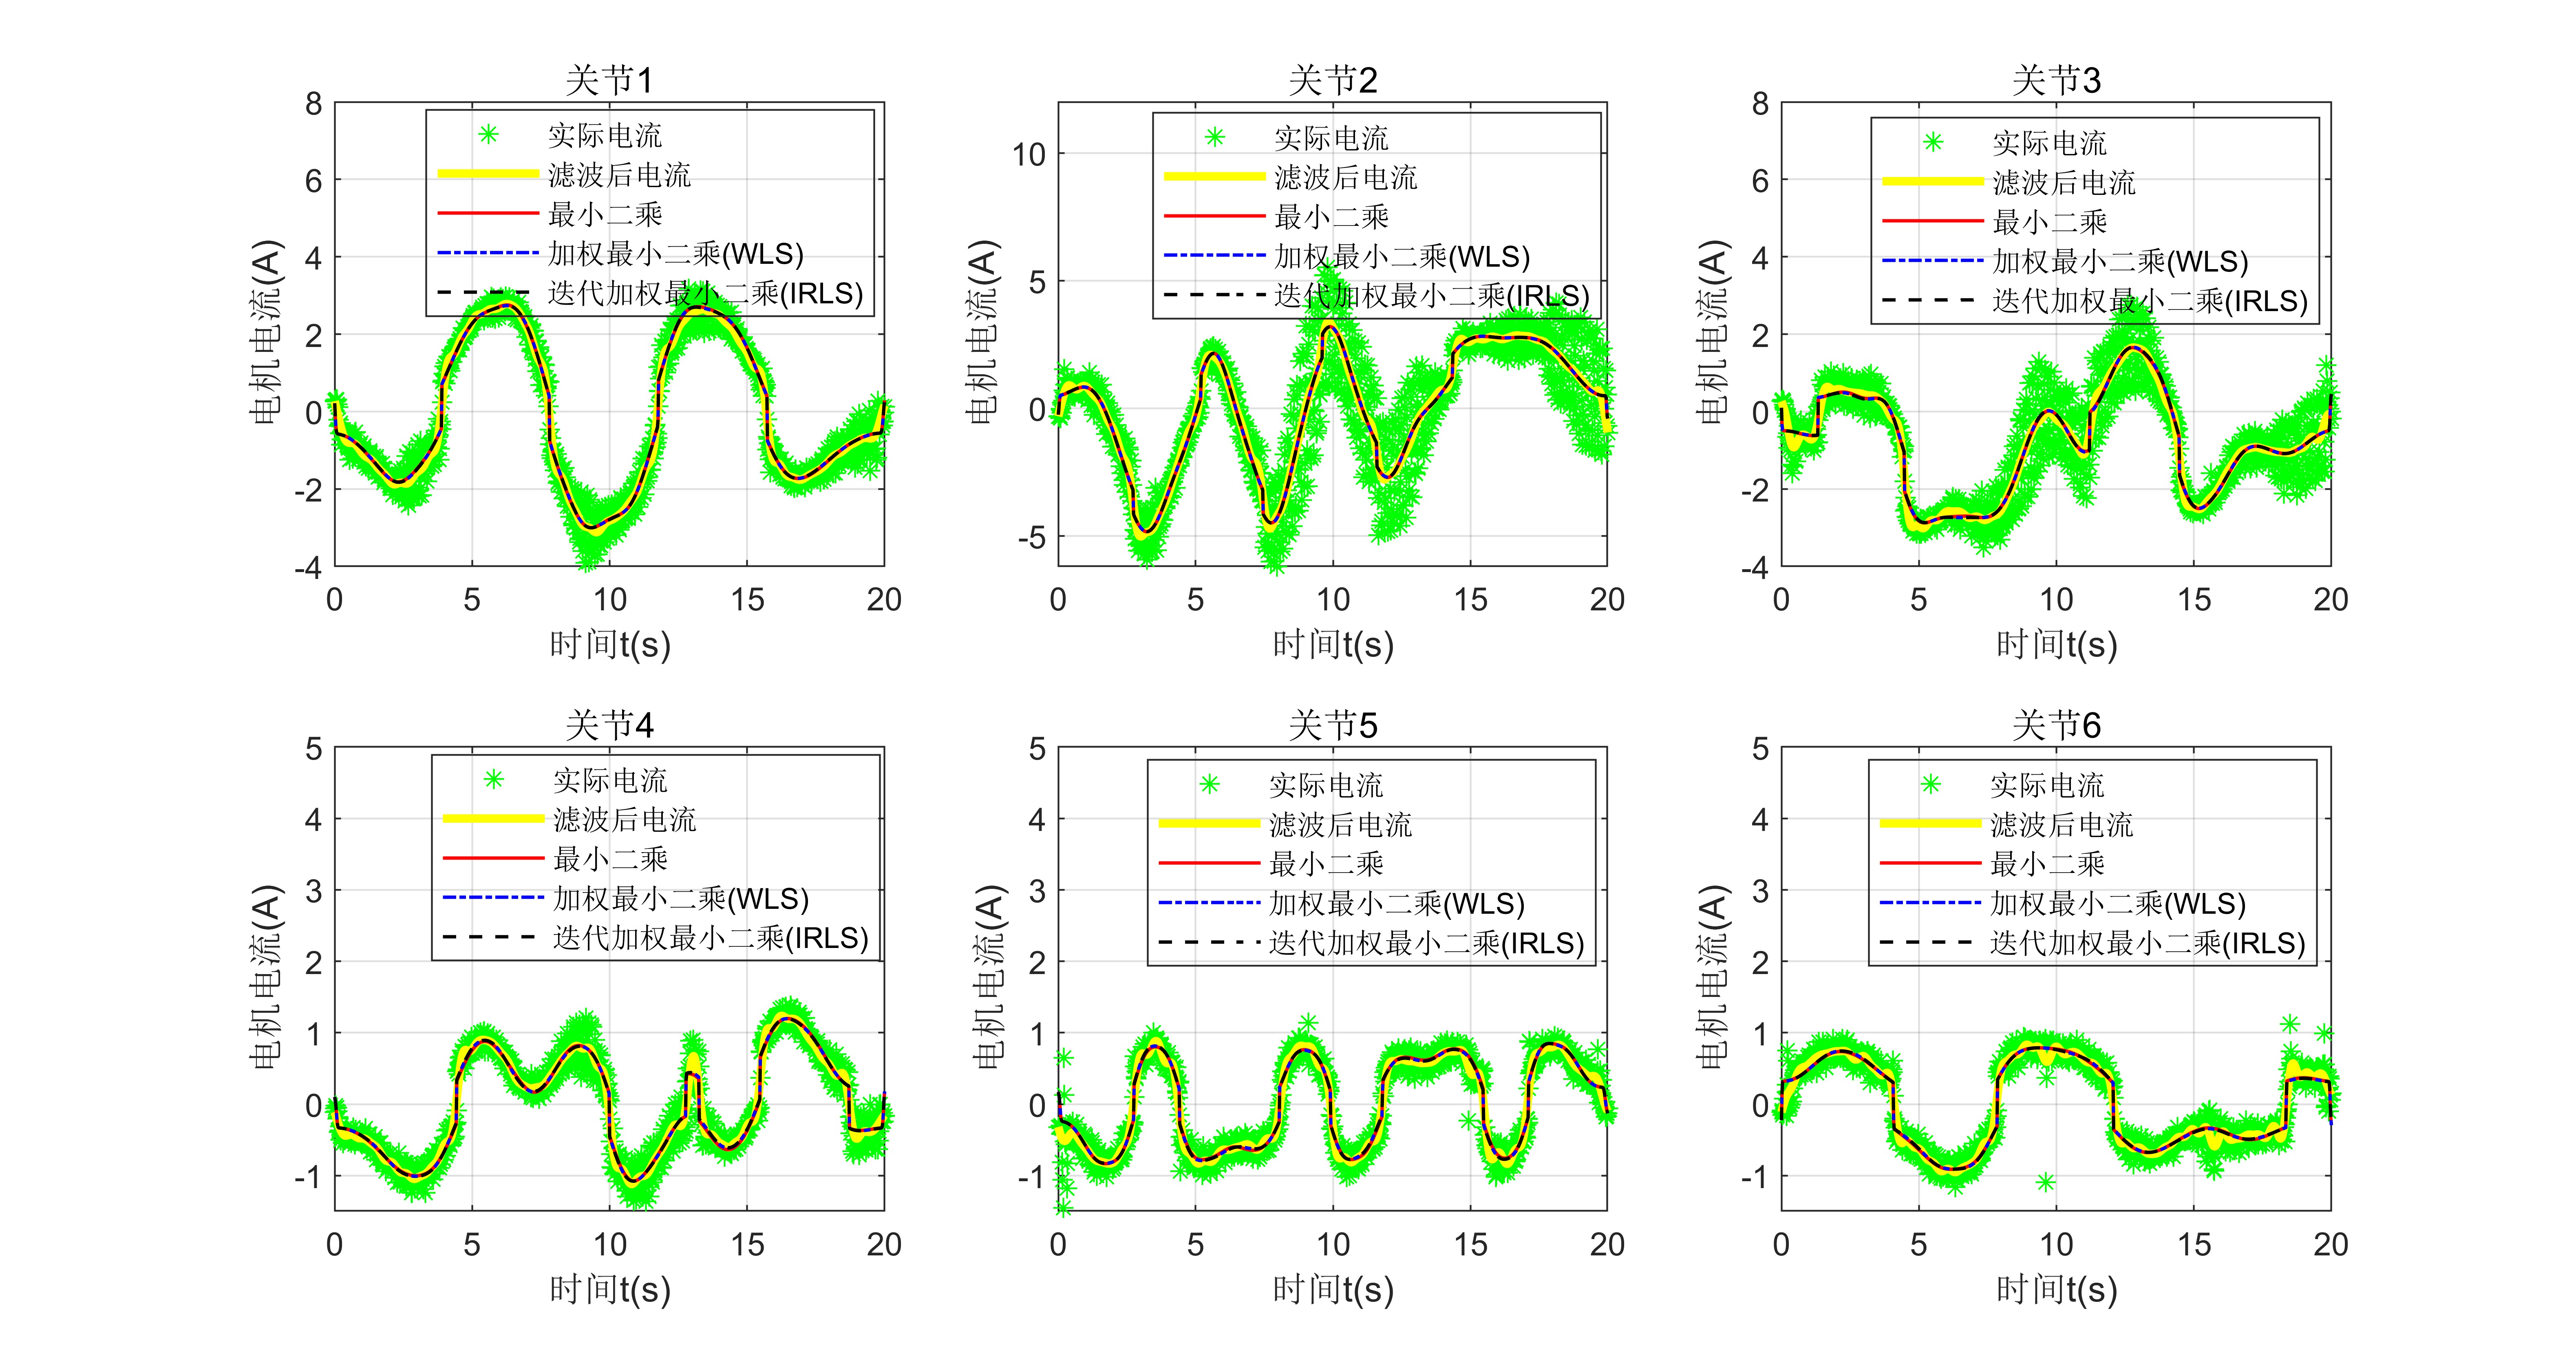 关节1
8
6
4
2
0
-2
-4
0 5 10 15 20
电机电流(A)
时间t(s)
实际电流
滤波后电流
最小二乘
加权最小二乘(WLS)
迭代加权最小二乘(IRLS)
关节2
10
5
0
-5
0 5 10 15 20
电机电流(A)
时间t(s)
实际电流
滤波后电流
最小二乘
加权最小二乘(WLS)
迭代加权最小二乘(IRLS)
关节3
8
6
4
2
0
-2
-4
0 5 10 15 20
电机电流(A)
时间t(s)
实际电流
滤波后电流
最小二乘
加权最小二乘(WLS)
迭代加权最小二乘(IRLS)
关节4
5
4
3
2
1
0
-1
0 5 10 15 20
电机电流(A)
时间t(s)
实际电流
滤波后电流
最小二乘
加权最小二乘(WLS)
迭代加权最小二乘(IRLS)
关节5
5
4
3
2
1
0
-1
0 5 10 15 20
电机电流(A)
时间t(s)
实际电流
滤波后电流
最小二乘
加权最小二乘(WLS)
迭代加权最小二乘(IRLS)
关节6
5
4
3
2
1
0
-1
0 5 10 15 20
电机电流(A)
时间t(s)
实际电流
滤波后电流
最小二乘
加权最小二乘(WLS)
迭代加权最小二乘(IRLS)